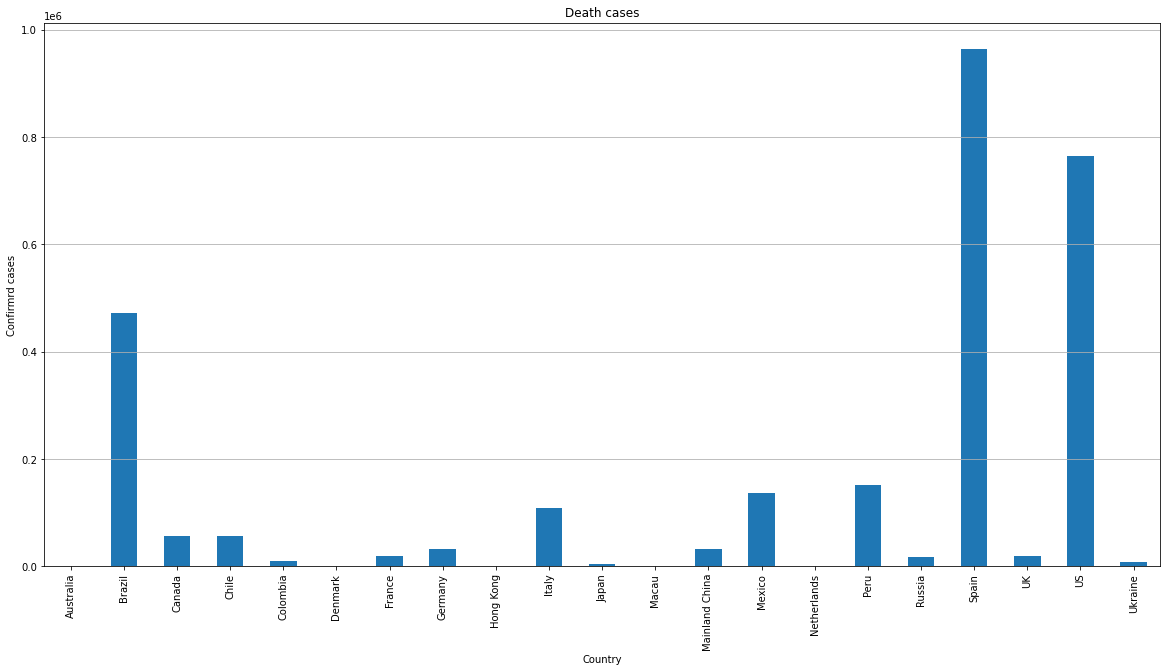 Death cases
1e6
1.0
0.8
0.6
0.4
0.2
0.0
Confirmrd cases
Australia
Brazil
Canada
Chile
Colombia
Denmark
France
Germany
Hong Kong
Italy
Japan
Macau
Mainland China
Mexico
Netherlands
Peru
Russia
Spain
UK
US
Ukraine
Country